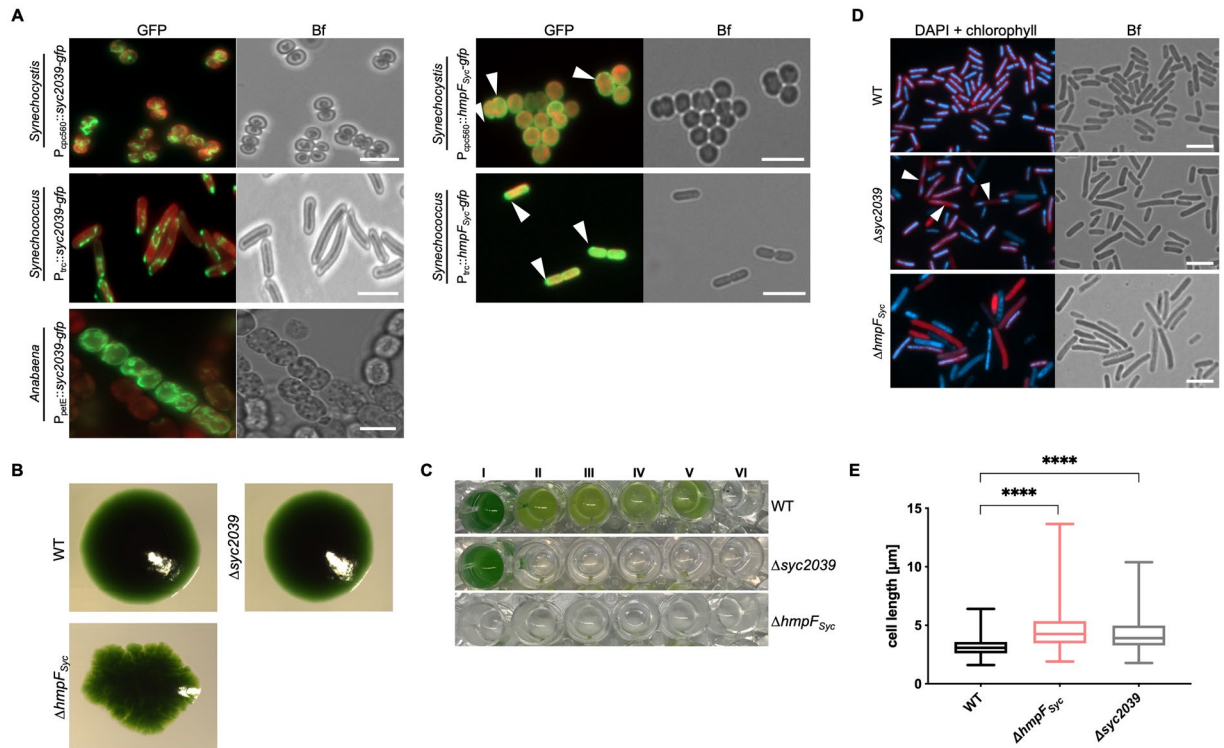 A
GFP
Bf
Synechocystis
Pcpc560::syc2039-gfp
Synechococcus
Ptrc::syc2039-gfp
Anabaena
PpetE::syc2039-gfp
GFP
Bf
Synechocystis
Pcpc560::hmpFSyc-gfp
Synechococcus
Ptrc::hmpFSyc-gfp
D
DAPI + chlorophyll
Bf
WT
Δsyc2039
ΔhmpFSyc
B
WT
Δsyc2039
ΔhmpFSyc
C
I II III IV V VI
WT
Δsyc2039
ΔhmpFSyc
E
****
****
cell length [µm]
15
10
5
0
WT
ΔhmpFSyc
Δsyc2039